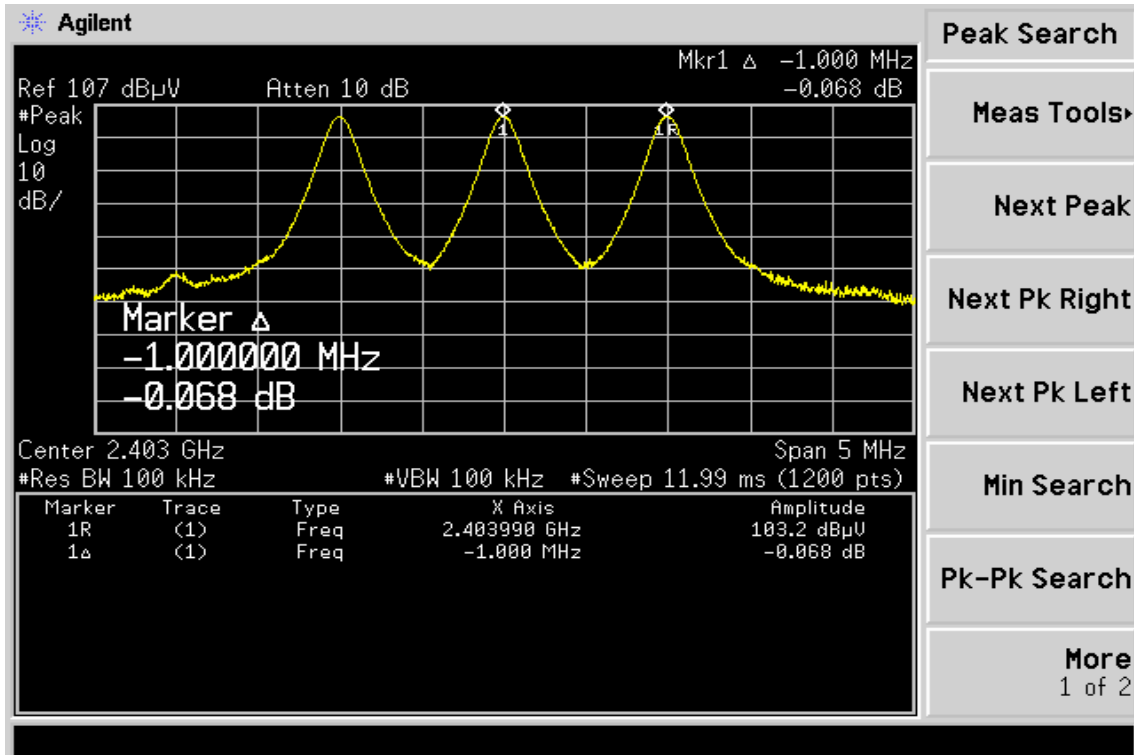 Agilent
Peak Search
Mkr1 Δ −1.000 MHz
Ref 107 dBµV Atten 10 dB −0.068 dB
#Peak
Log
10
dB/
1
1R
Marker Δ
−1.000000 MHz
−0.068 dB
Center 2.403 GHz Span 5 MHz
#Res BW 100 kHz #VBW 100 kHz #Sweep 11.99 ms (1200 pts)
Marker Trace Type X Axis Amplitude
1R (1) Freq 2.403990 GHz 103.2 dBµV
1Δ (1) Freq −1.000 MHz −0.068 dB
Meas Tools▸
Next Peak
Next Pk Right
Next Pk Left
Min Search
Pk−Pk Search
More
1 of 2